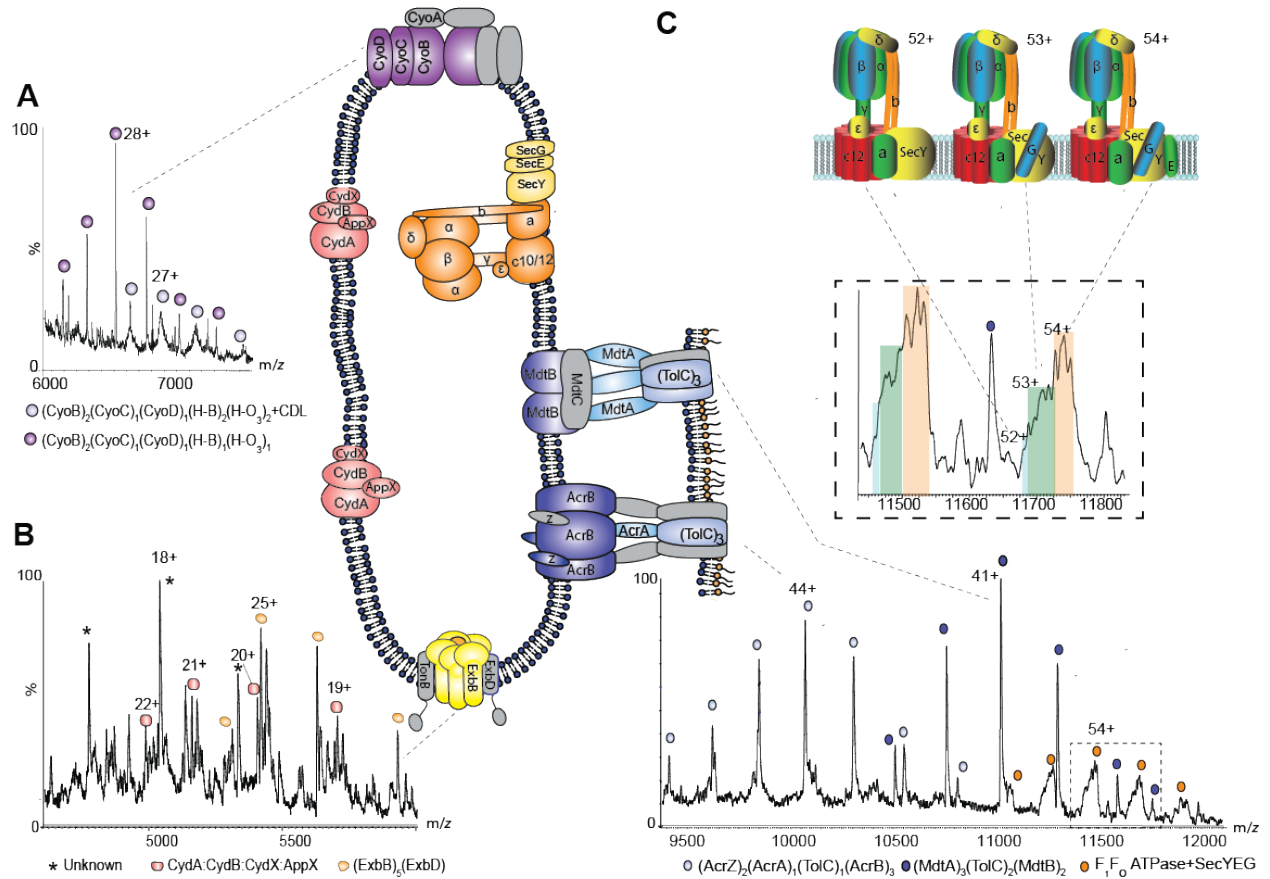 A
100
%
0
28+
27+
6000 7000 m/z
(CyoB)2(CyoC)1(CyoD)1(H-B)2(H-O3)2+CDL
(CyoB)2(CyoC)1(CyoD)1(H-B)1(H-O3)1
CyoA
CyoD
CyoC
CyoB
SecG
SecE
SecY
b
a
δ
α
β
γ
ε
c10/12
α
CydX
CydB
AppX
CydA
MdtB
MdtB
MdtC
MdtA
MdtA
(TolC)3
CydX
CydB
AppX
CydA
AcrB
z
AcrB
AcrA
(TolC)3
z
AcrB
TonB
ExbB
ExbD
B
100
%
0
18+
*
*
22+
21+
20+
*
25+
19+
5000 5500 m/z
* Unknown CydA:CydB:CydX:AppX (ExbB)5(ExbD)
C
52+ 53+ 54+
δ
β
α
γ
b
ε
c12
a
SecY
δ
β
α
γ
b
ε
c12
a
Sec
G
Y
δ
β
α
γ
b
ε
c12
a
Sec
G
Y
E
52+
53+
54+
11500 11600 11700 11800
100
0
44+
41+
54+
9500 10000 10500 11000 11500 12000
m/z
(AcrZ)2(AcrA)1(TolC)1(AcrB)3 (MdtA)3(TolC)2(MdtB)2 F1Fo ATPase+SecYEG